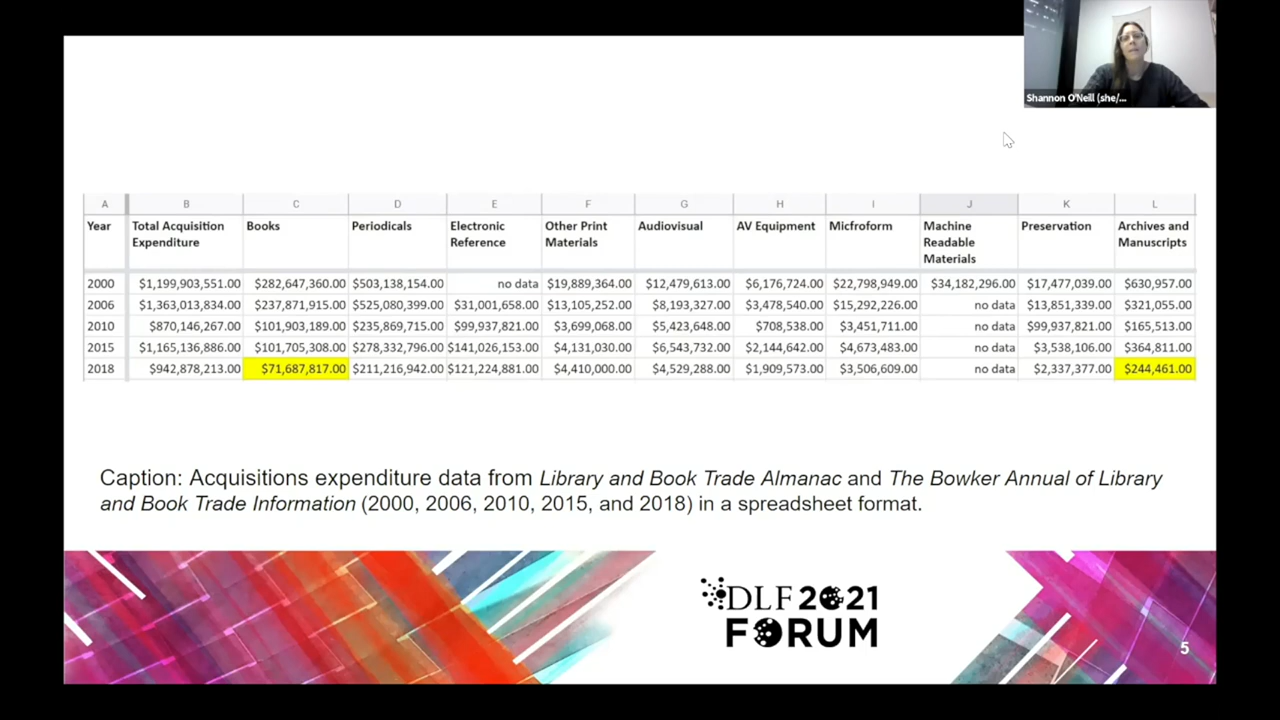 Shannon O'Neill (she/...
A B C D E F G H I J K L
Year Total Acquisition Books Periodicals Electronic Other Print Audiovisual AV Equipment Micfroform Machine Preservation Archives and
Expenditure Reference Materials Readable Manuscripts
Materials
2000 $1,199,903,551.00 $282,647,360.00 $503,138,154.00 no data $19,889,364.00 $12,479,613.00 $6,176,724.00 $22,798,949.00 $34,182,296.00 $17,477,039.00 $630,957.00
2006 $1,363,013,834.00 $237,871,915.00 $525,080,399.00 $31,001,658.00 $13,105,252.00 $8,193,327.00 $3,478,540.00 $15,292,226.00 no data $13,851,339.00 $321,055.00
2010 $870,146,267.00 $101,903,189.00 $235,869,715.00 $99,937,821.00 $3,699,068.00 $5,423,648.00 $708,538.00 $3,451,711.00 no data $99,937,821.00 $165,513.00
2015 $1,165,136,886.00 $101,705,308.00 $278,332,796.00 $141,026,153.00 $4,131,030.00 $6,543,732.00 $2,144,642.00 $4,673,483.00 no data $3,538,106.00 $364,811.00
2018 $942,878,213.00 $71,687,817.00 $211,216,942.00 $121,224,881.00 $4,410,000.00 $4,529,288.00 $1,909,573.00 $3,506,609.00 no data $2,337,377.00 $244,461.00
Caption: Acquisitions expenditure data from Library and Book Trade Almanac and The Bowker Annual of Library
and Book Trade Information (2000, 2006, 2010, 2015, and 2018) in a spreadsheet format.
DLF 2021
FORUM
5